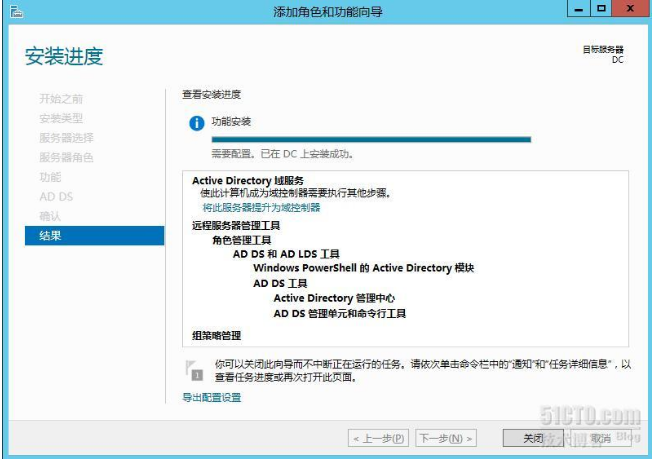 添加角色和功能向导
安装进度
目标服务器
DC
开始之前
安装类型
服务器选择
服务器角色
功能
AD DS
确认
结果
查看安装进度
功能安装
需要配置。已在 DC 上安装成功。
Active Directory 域服务
使此计算机成为域控制器需要执行其他步骤。
将此服务器提升为域控制器
远程服务器管理工具
角色管理工具
AD DS 和 AD LDS 工具
Windows PowerShell 的 Active Directory 模块
AD DS 工具
Active Directory 管理中心
AD DS 管理单元和命令行工具
组策略管理
你可以关闭此向导而不中断正在运行的任务。请依次单击命令栏中的"通知"和"任务详细信息"，以
查看任务进度或再次打开此页面。
导出配置设置
< 上一步(P) 下一步(N) > 关闭 取消
51CTO.com
技术博客 Blog